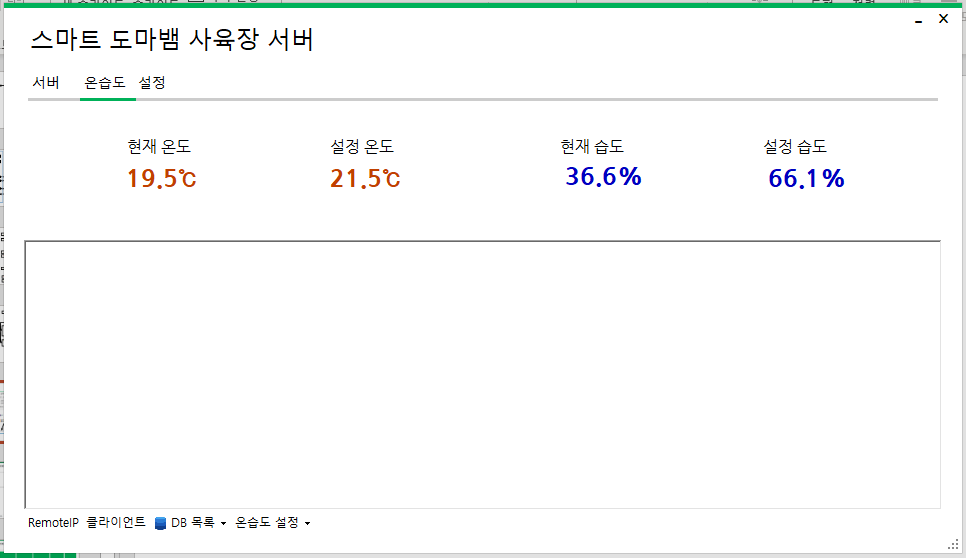 스마트 도마뱀 사육장 서버
서버 온습도 설정
현재 온도 설정 온도 현재 습도 설정 습도
19.5℃ 21.5℃ 36.6% 66.1%
RemoteIP 클라이언트 DB 목록 온습도 설정